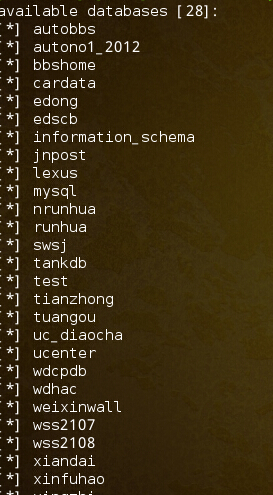 available databases [28]:
[*] autobbs
[*] autono1_2012
[*] bbshome
[*] cardata
[*] edong
[*] edscb
[*] information_schema
[*] jnpost
[*] lexus
[*] mysql
[*] nrunhua
[*] runhua
[*] swsj
[*] tankdb
[*] test
[*] tianzhong
[*] tuangou
[*] uc_diaocha
[*] ucenter
[*] wdcpdb
[*] wdhac
[*] weixinwall
[*] wss2107
[*] wss2108
[*] xiandai
[*] xinfuhao